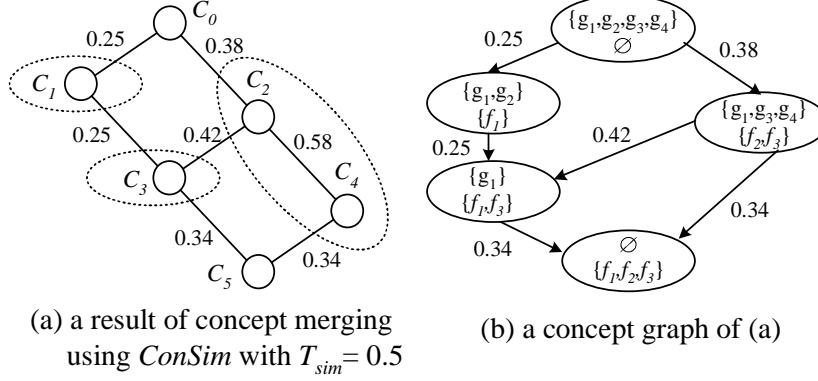 C0
0.25
0.38
C1
C2
0.25
0.42
0.58
C3
C4
0.34
0.34
C5
(a) a result of concept merging
using ConSim with Tsim= 0.5
{g1,g2,g3,g4}
∅
0.25
0.38
{g1,g2}
{f1}
{g1,g3,g4}
{f2,f3}
0.25
0.42
{g1}
{f1,f3}
0.34
0.34
∅
{f1,f2,f3}
(b) a concept graph of (a)